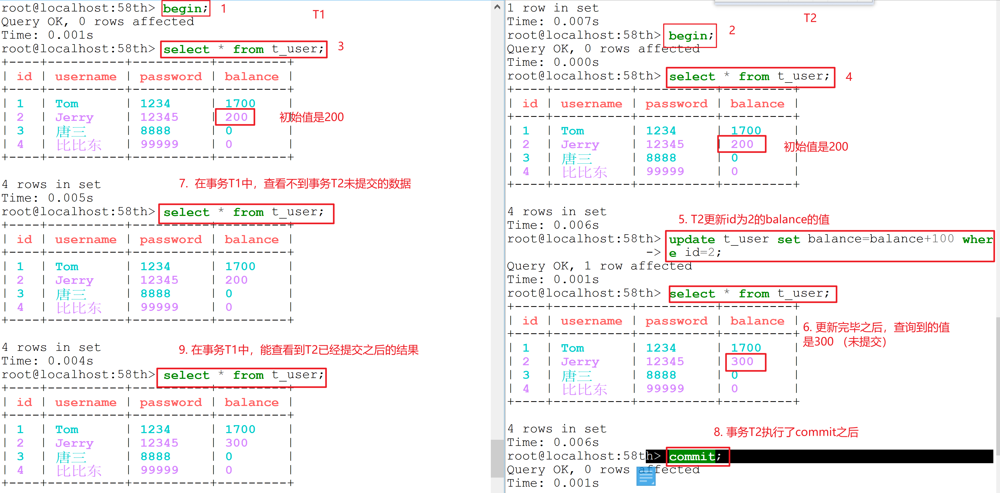 root@localhost:58th> begin; 1
T1
Query OK, 0 rows affected
Time: 0.001s
root@localhost:58th> select * from t_user; 3
+----+----------+----------+---------+
| id | username | password | balance |
+----+----------+----------+---------+
| 1 | Tom | 1234 | 1700 |
| 2 | Jerry | 12345 | 200 | 初始值是200
| 3 | 唐三 | 8888 | 0 |
| 4 | 比比东 | 99999 | 0 |
+----+----------+----------+---------+
4 rows in set
7. 在事务T1中，查看不到事务T2未提交的数据
Time: 0.005s
root@localhost:58th> select * from t_user;
+----+----------+----------+---------+
| id | username | password | balance |
+----+----------+----------+---------+
| 1 | Tom | 1234 | 1700 |
| 2 | Jerry | 12345 | 200 |
| 3 | 唐三 | 8888 | 0 |
| 4 | 比比东 | 99999 | 0 |
+----+----------+----------+---------+
4 rows in set
9. 在事务T1中，能查看到T2已经提交之后的结果
Time: 0.004s
root@localhost:58th> select * from t_user;
+----+----------+----------+---------+
| id | username | password | balance |
+----+----------+----------+---------+
| 1 | Tom | 1234 | 1700 |
| 2 | Jerry | 12345 | 300 |
| 3 | 唐三 | 8888 | 0 |
| 4 | 比比东 | 99999 | 0 |
+----+----------+----------+---------+
1 row in set
T2
Time: 0.007s
root@localhost:58th> begin; 2
Query OK, 0 rows affected
Time: 0.000s
root@localhost:58th> select * from t_user; 4
+----+----------+----------+---------+
| id | username | password | balance |
+----+----------+----------+---------+
| 1 | Tom | 1234 | 1700 |
| 2 | Jerry | 12345 | 200 | 初始值是200
| 3 | 唐三 | 8888 | 0 |
| 4 | 比比东 | 99999 | 0 |
+----+----------+----------+---------+
4 rows in set
5. T2更新id为2的balance的值
Time: 0.006s
root@localhost:58th> update t_user set balance=balance+100 wher
-> e id=2;
Query OK, 1 row affected
Time: 0.001s
root@localhost:58th> select * from t_user;
+----+----------+----------+---------+
| id | username | password | balance |
+----+----------+----------+---------+
6. 更新完毕之后，查询到的值
是300 （未提交）
| 1 | Tom | 1234 | 1700 |
| 2 | Jerry | 12345 | 300 |
| 3 | 唐三 | 8888 | 0 |
| 4 | 比比东 | 99999 | 0 |
+----+----------+----------+---------+
4 rows in set
8. 事务T2执行了commit之后
Time: 0.006s
root@localhost:58th> commit;
Query OK, 0 rows affected
Time: 0.001s